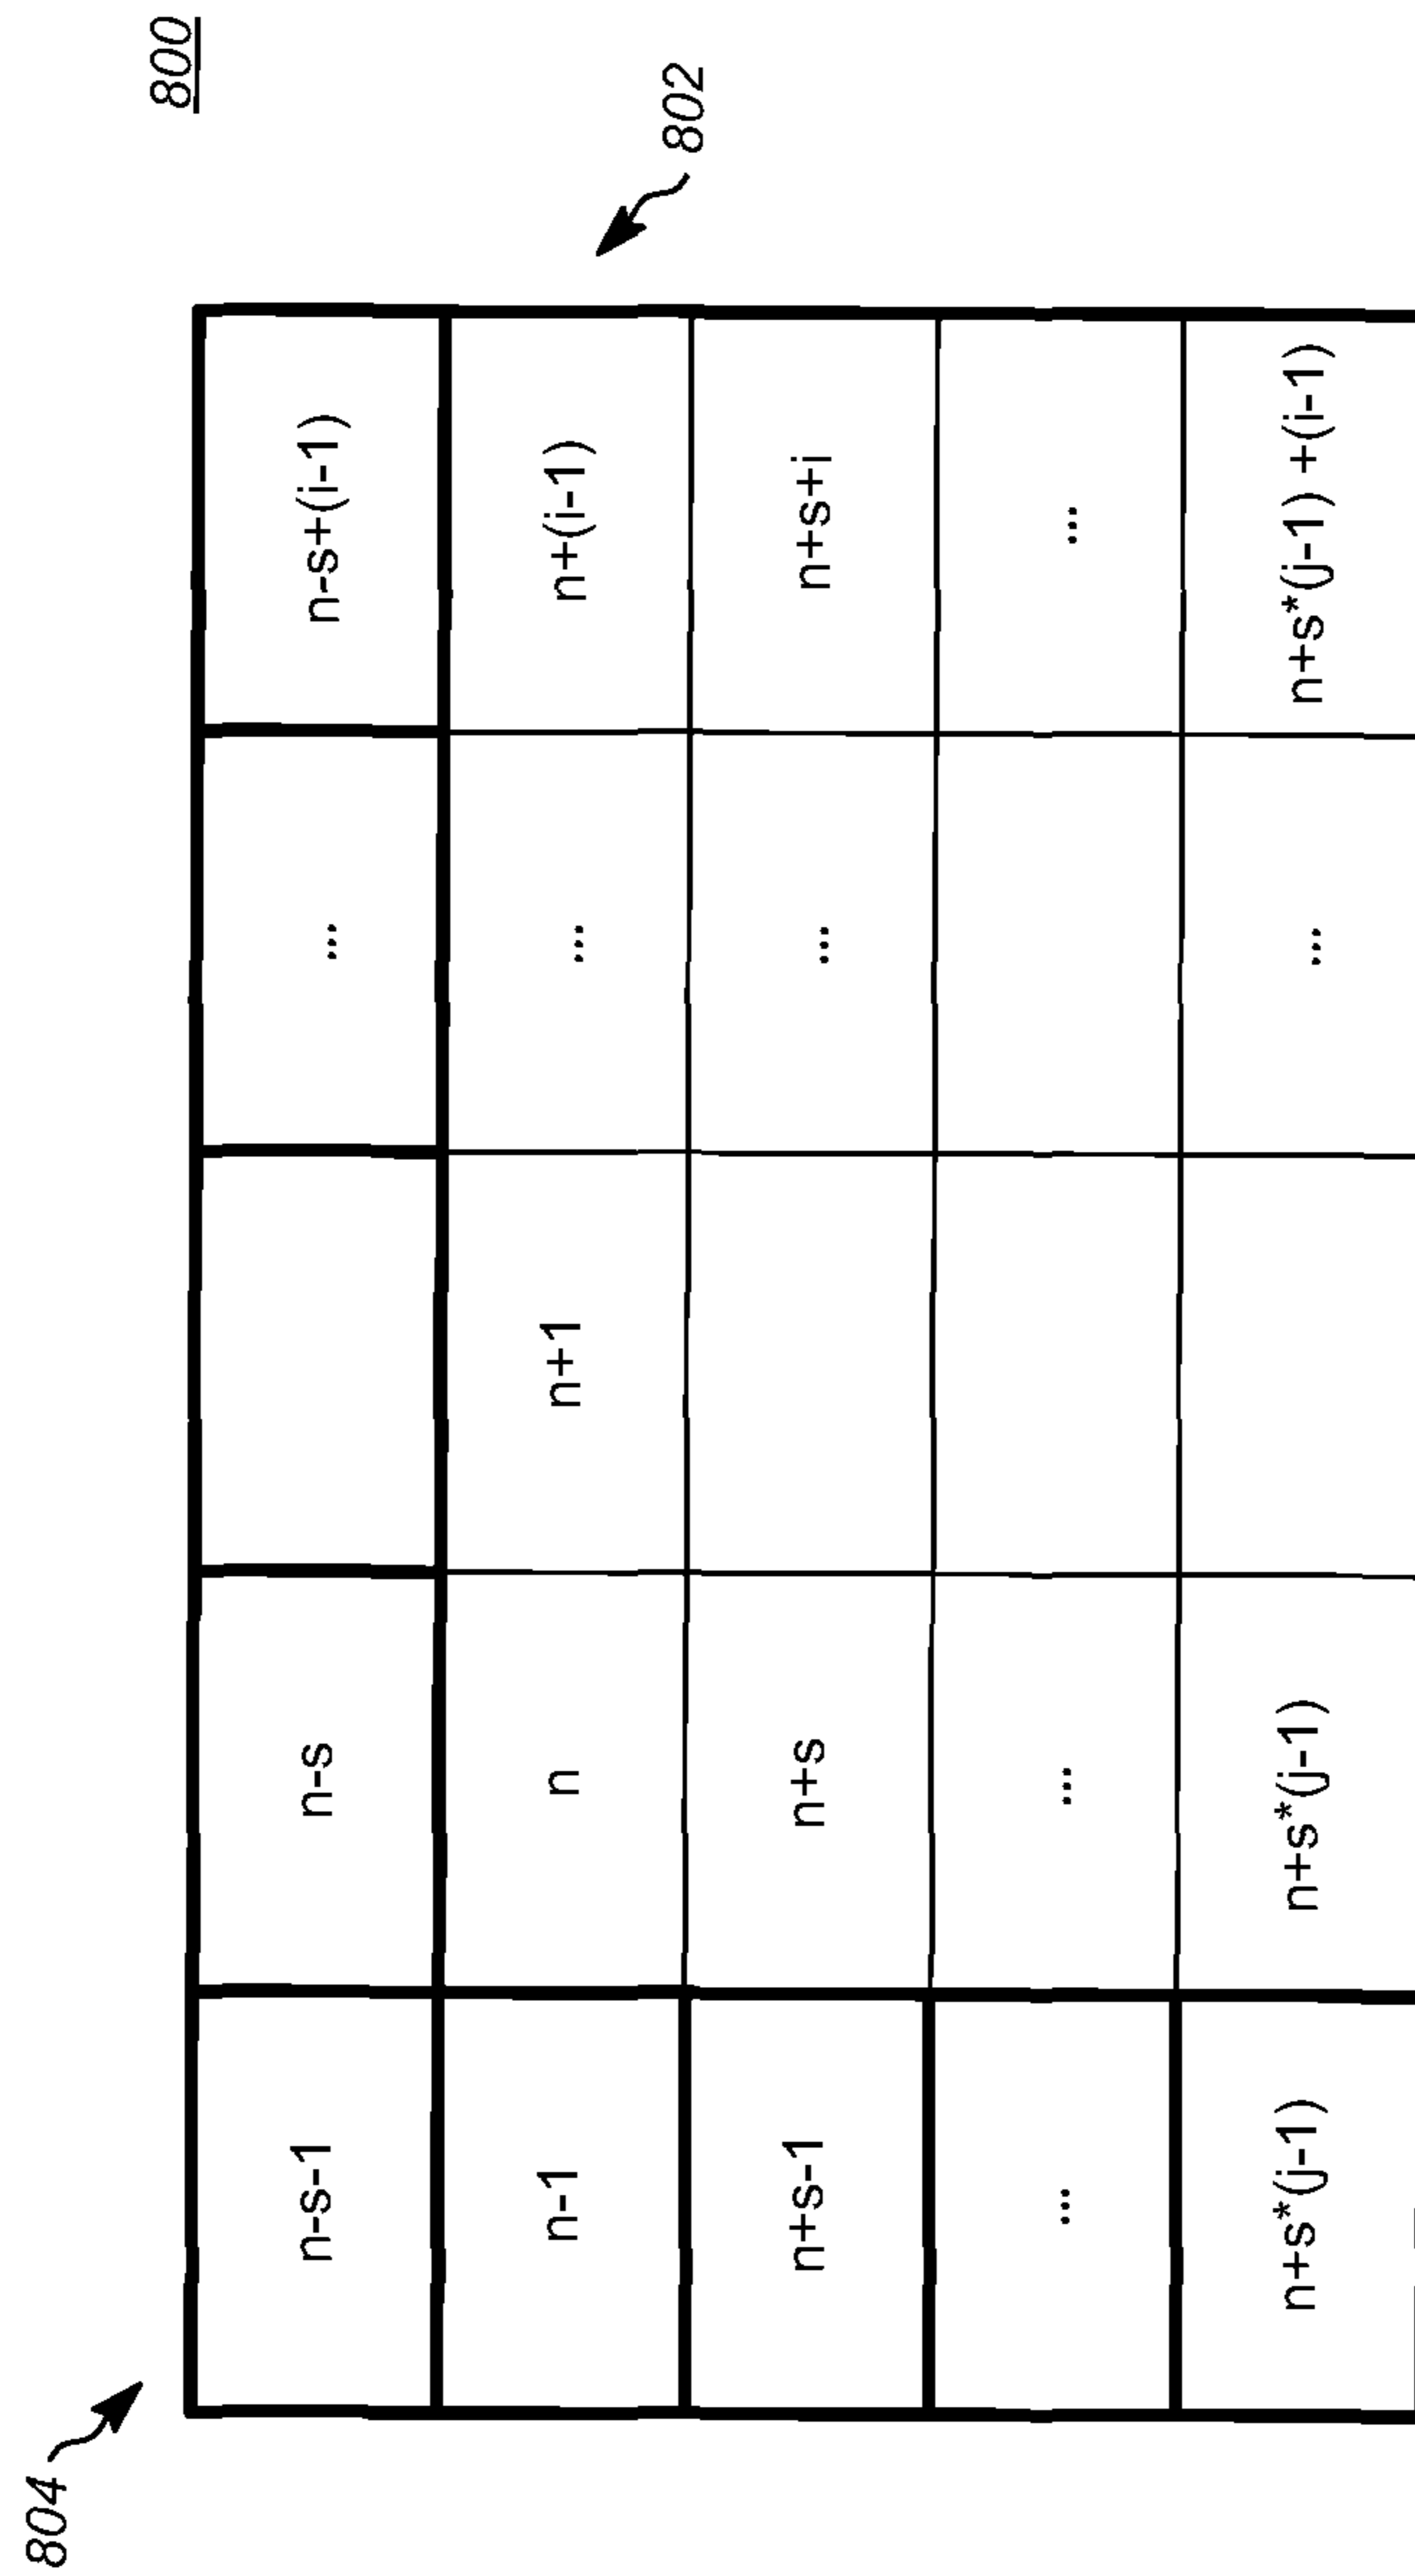 800
802
804
n-s-1 n-s ... n-s+(i-1)
n-1 n n+1 ... n+(i-1)
n+s-1 n+s ... n+s+i
... ... ...
n+s*(j-1) n+s*(j-1) ... n+s*(j-1) +(i-1)